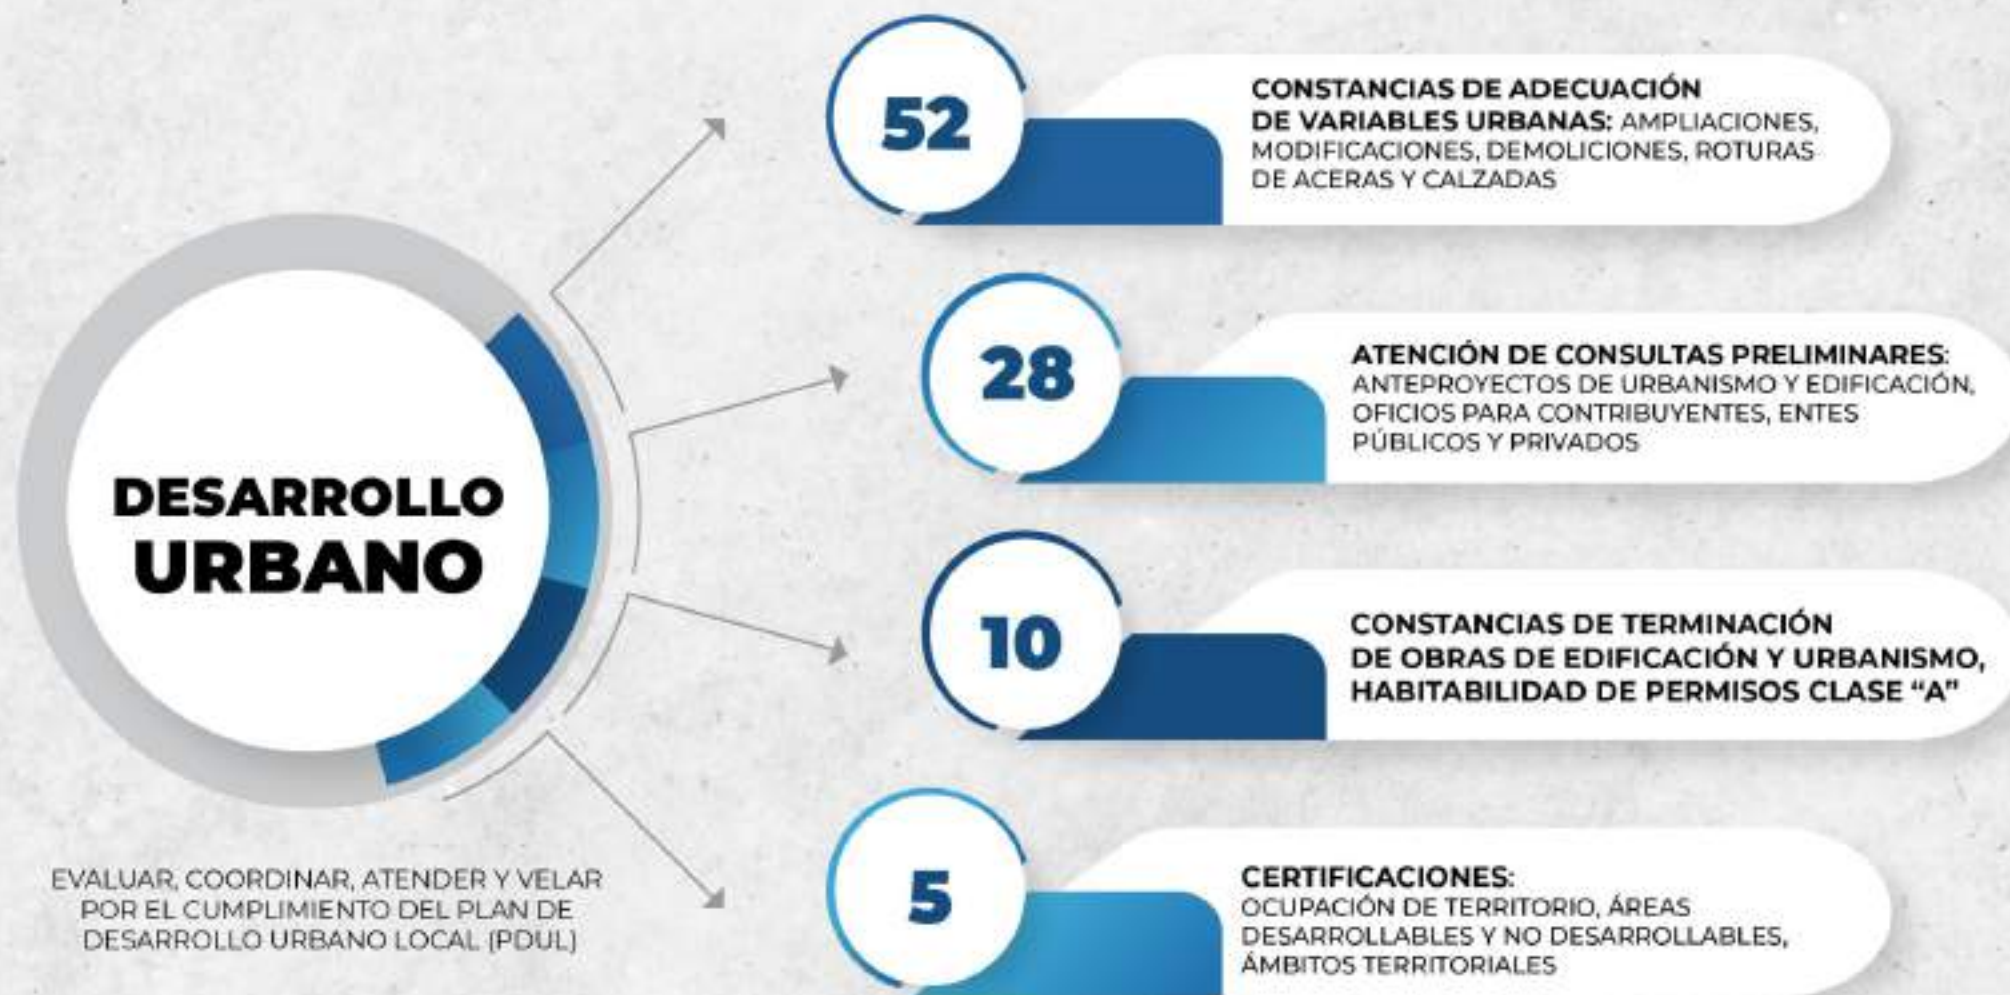 DESARROLLO
URBANO
EVALUAR, COORDINAR, ATENDER Y VELAR
POR EL CUMPLIMIENTO DEL PLAN DE
DESARROLLO URBANO LOCAL (PDUL)
52
CONSTANCIAS DE ADECUACIÓN
DE VARIABLES URBANAS: AMPLIACIONES,
MODIFICACIONES, DEMOLICIONES, ROTURAS
DE ACERAS Y CALZADAS
28
ATENCIÓN DE CONSULTAS PRELIMINARES:
ANTEPROYECTOS DE URBANISMO Y EDIFICACIÓN,
OFICIOS PARA CONTRIBUYENTES, ENTES
PÚBLICOS Y PRIVADOS
10
CONSTANCIAS DE TERMINACIÓN
DE OBRAS DE EDIFICACIÓN Y URBANISMO,
HABITABILIDAD DE PERMISOS CLASE “A”
5
CERTIFICACIONES:
OCUPACIÓN DE TERRITORIO, ÁREAS
DESARROLLABLES Y NO DESARROLLABLES,
ÁMBITOS TERRITORIALES